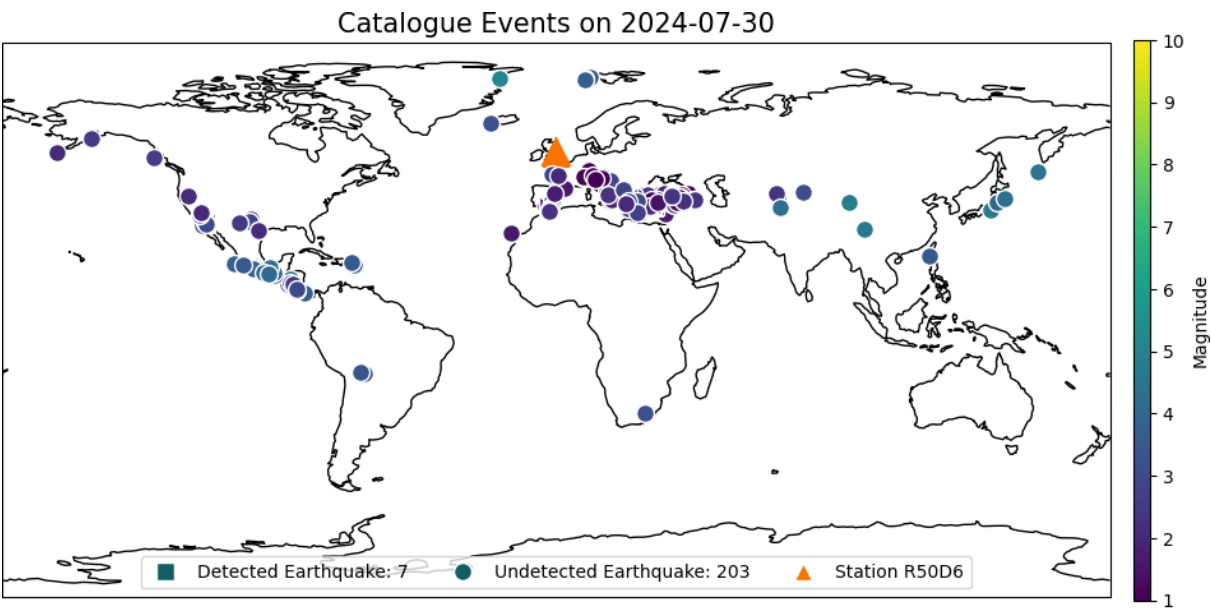 Catalogue Events on 2024-07-30
10
9
8
7
6
5
4
3
2
1
Magnitude
Detected Earthquake: 7
Undetected Earthquake: 203
Station R50D6